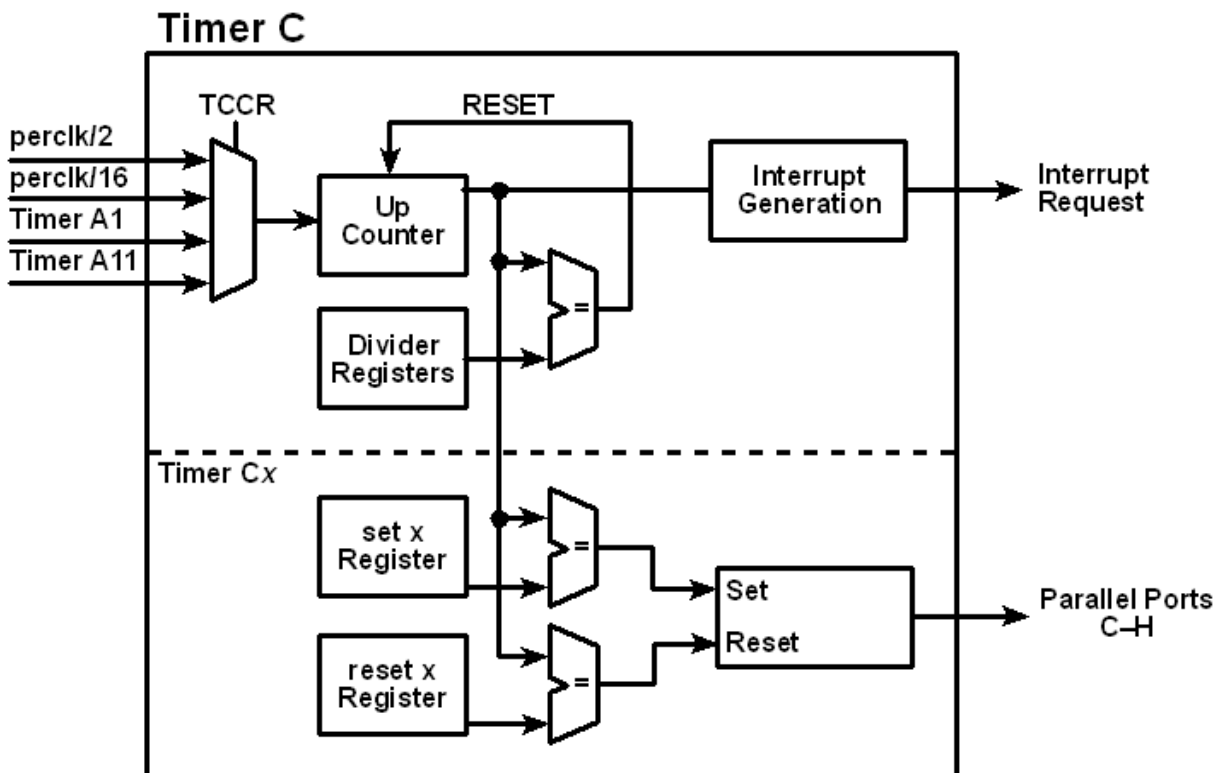 Timer C
TCCR
RESET
perclk/2
perclk/16
Timer A1
Timer A11
Up
Counter
Interrupt
Generation
Interrupt
Request
=
Divider
Registers
Timer Cx
set x
Register
=
Set
Reset
Parallel Ports
C–H
reset x
Register
=